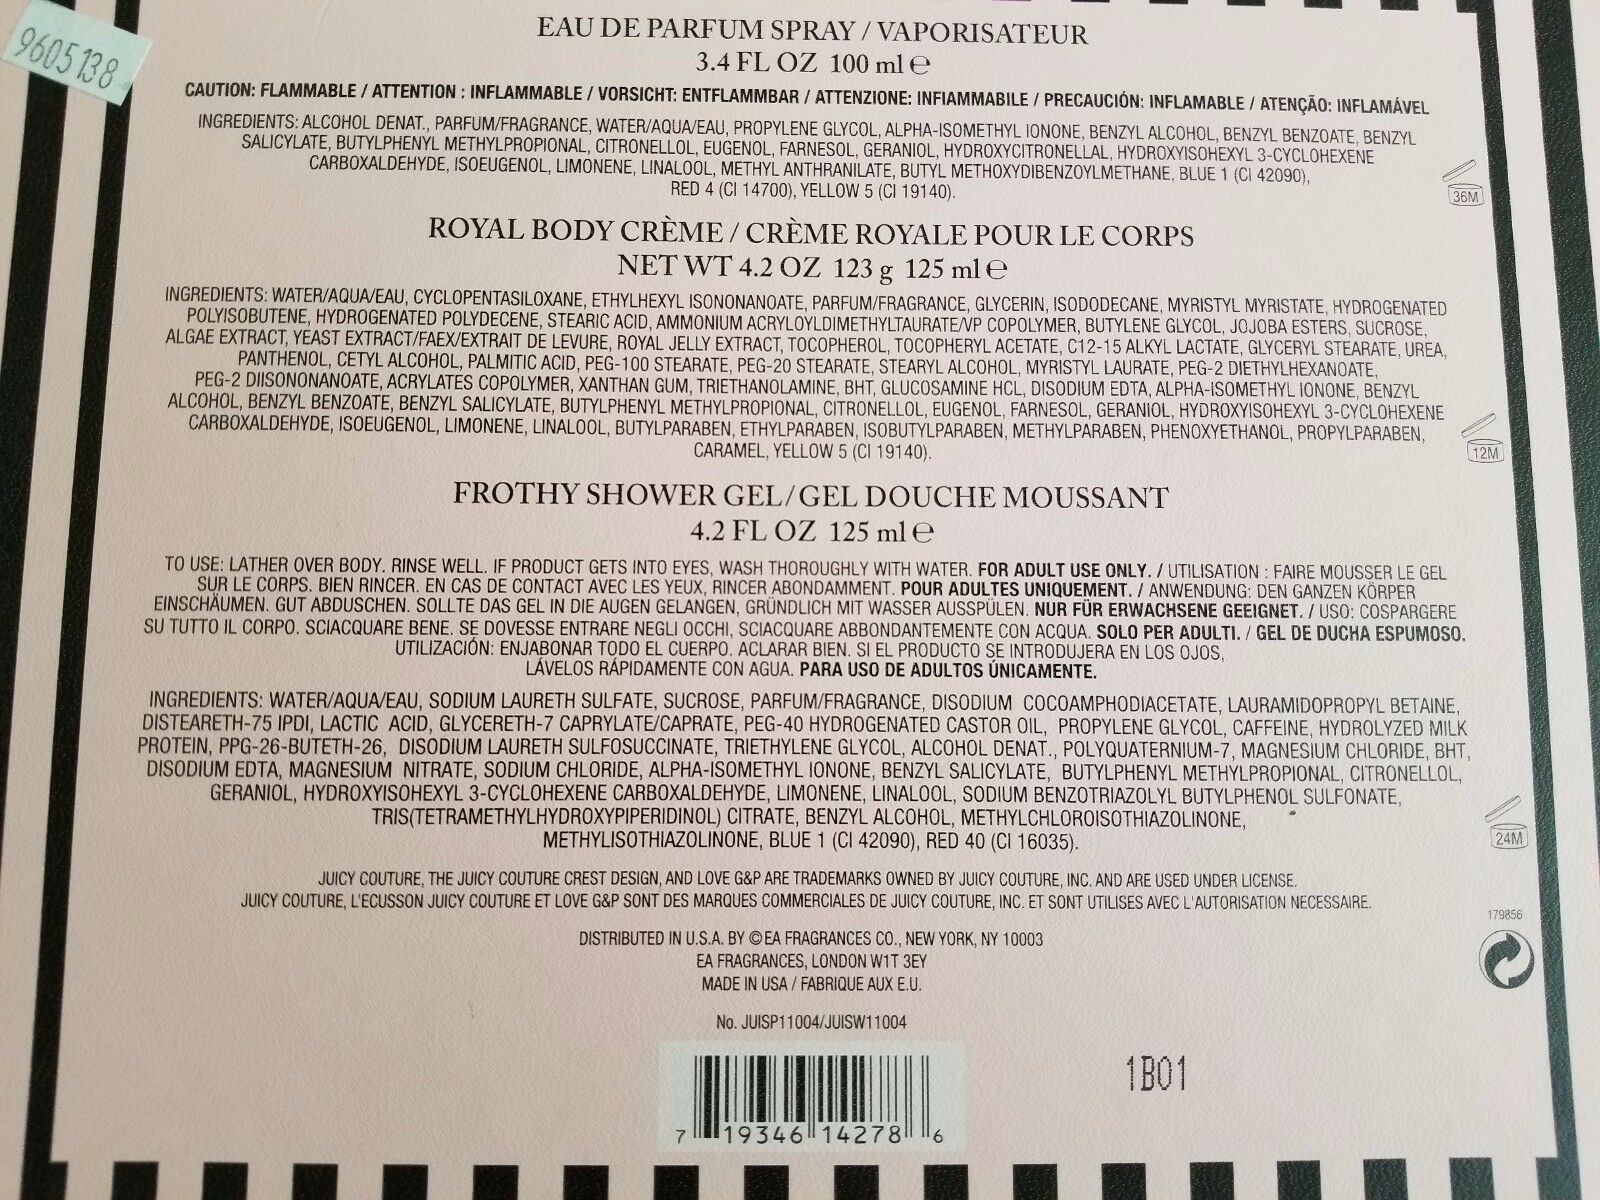 9605138
EAU DE PARFUM SPRAY / VAPORISATEUR
3.4 FL OZ 100 ml ℮
CAUTION: FLAMMABLE / ATTENTION : INFLAMMABLE / VORSICHT: ENTFLAMMBAR / ATTENZIONE: INFIAMMABILE / PRECAUCIÓN: INFLAMABLE / ATENÇÃO: INFLAMÁVEL
INGREDIENTS: ALCOHOL DENAT., PARFUM/FRAGRANCE, WATER/AQUA/EAU, PROPYLENE GLYCOL, ALPHA-ISOMETHYL IONONE, BENZYL ALCOHOL, BENZYL BENZOATE, BENZYL
SALICYLATE, BUTYLPHENYL METHYLPROPIONAL, CITRONELLOL, EUGENOL, FARNESOL, GERANIOL, HYDROXYCITRONELLAL, HYDROXYISOHEXYL 3-CYCLOHEXENE
CARBOXALDEHYDE, ISOEUGENOL, LIMONENE, LINALOOL, METHYL ANTHRANILATE, BUTYL METHOXYDIBENZOYLMETHANE, BLUE 1 (CI 42090),
RED 4 (CI 14700), YELLOW 5 (CI 19140).
36M
ROYAL BODY CRÈME / CRÈME ROYALE POUR LE CORPS
NET WT 4.2 OZ 123 g 125 ml ℮
INGREDIENTS: WATER/AQUA/EAU, CYCLOPENTASILOXANE, ETHYLHEXYL ISONONANOATE, PARFUM/FRAGRANCE, GLYCERIN, ISODODECANE, MYRISTYL MYRISTATE, HYDROGENATED
POLYISOBUTENE, HYDROGENATED POLYDECENE, STEARIC ACID, AMMONIUM ACRYLOYLDIMETHYLTAURATE/VP COPOLYMER, BUTYLENE GLYCOL, JOJOBA ESTERS, SUCROSE,
ALGAE EXTRACT, YEAST EXTRACT/FAEX/EXTRAIT DE LEVURE, ROYAL JELLY EXTRACT, TOCOPHEROL, TOCOPHERYL ACETATE, C12-15 ALKYL LACTATE, GLYCERYL STEARATE, UREA,
PANTHENOL, CETYL ALCOHOL, PALMITIC ACID, PEG-100 STEARATE, PEG-20 STEARATE, STEARYL ALCOHOL, MYRISTYL LAURATE, PEG-2 DIETHYLHEXANOATE,
PEG-2 DIISONONANOATE, ACRYLATES COPOLYMER, XANTHAN GUM, TRIETHANOLAMINE, BHT, GLUCOSAMINE HCL, DISODIUM EDTA, ALPHA-ISOMETHYL IONONE, BENZYL
ALCOHOL, BENZYL BENZOATE, BENZYL SALICYLATE, BUTYLPHENYL METHYLPROPIONAL, CITRONELLOL, EUGENOL, FARNESOL, GERANIOL, HYDROXYISOHEXYL 3-CYCLOHEXENE
CARBOXALDEHYDE, ISOEUGENOL, LIMONENE, LINALOOL, BUTYLPARABEN, ETHYLPARABEN, ISOBUTYLPARABEN, METHYLPARABEN, PHENOXYETHANOL, PROPYLPARABEN,
CARAMEL, YELLOW 5 (CI 19140).
12M
FROTHY SHOWER GEL/GEL DOUCHE MOUSSANT
4.2 FL OZ 125 ml ℮
TO USE: LATHER OVER BODY. RINSE WELL. IF PRODUCT GETS INTO EYES, WASH THOROUGHLY WITH WATER. FOR ADULT USE ONLY. / UTILISATION : FAIRE MOUSSER LE GEL
SUR LE CORPS. BIEN RINCER. EN CAS DE CONTACT AVEC LES YEUX, RINCER ABONDAMMENT. POUR ADULTES UNIQUEMENT. / ANWENDUNG: DEN GANZEN KÖRPER
EINSCHÄUMEN. GUT ABDUSCHEN. SOLLTE DAS GEL IN DIE AUGEN GELANGEN, GRÜNDLICH MIT WASSER AUSSPÜLEN. NUR FÜR ERWACHSENE GEEIGNET. / USO: COSPARGERE
SU TUTTO IL CORPO. SCIACQUARE BENE. SE DOVESSE ENTRARE NEGLI OCCHI, SCIACQUARE ABBONDANTEMENTE CON ACQUA. SOLO PER ADULTI. / GEL DE DUCHA ESPUMOSO.
UTILIZACIÓN: ENJABONAR TODO EL CUERPO. ACLARAR BIEN. SI EL PRODUCTO SE INTRODUJERA EN LOS OJOS,
LÁVELOS RÁPIDAMENTE CON AGUA. PARA USO DE ADULTOS ÚNICAMENTE.
INGREDIENTS: WATER/AQUA/EAU, SODIUM LAURETH SULFATE, SUCROSE, PARFUM/FRAGRANCE, DISODIUM COCOAMPHODIACETATE, LAURAMIDOPROPYL BETAINE,
DISTEARETH-75 IPDI, LACTIC ACID, GLYCERETH-7 CAPRYLATE/CAPRATE, PEG-40 HYDROGENATED CASTOR OIL, PROPYLENE GLYCOL, CAFFEINE, HYDROLYZED MILK
PROTEIN, PPG-26-BUTETH-26, DISODIUM LAURETH SULFOSUCCINATE, TRIETHYLENE GLYCOL, ALCOHOL DENAT., POLYQUATERNIUM-7, MAGNESIUM CHLORIDE, BHT,
DISODIUM EDTA, MAGNESIUM NITRATE, SODIUM CHLORIDE, ALPHA-ISOMETHYL IONONE, BENZYL SALICYLATE, BUTYLPHENYL METHYLPROPIONAL, CITRONELLOL,
GERANIOL, HYDROXYISOHEXYL 3-CYCLOHEXENE CARBOXALDEHYDE, LIMONENE, LINALOOL, SODIUM BENZOTRIAZOLYL BUTYLPHENOL SULFONATE,
TRIS(TETRAMETHYLHYDROXYPIPERIDINOL) CITRATE, BENZYL ALCOHOL, METHYLCHLOROISOTHIAZOLINONE,
METHYLISOTHIAZOLINONE, BLUE 1 (CI 42090), RED 40 (CI 16035).
24M
JUICY COUTURE, THE JUICY COUTURE CREST DESIGN, AND LOVE G&P ARE TRADEMARKS OWNED BY JUICY COUTURE, INC. AND ARE USED UNDER LICENSE.
JUICY COUTURE, L'ECUSSON JUICY COUTURE ET LOVE G&P SONT DES MARQUES COMMERCIALES DE JUICY COUTURE, INC. ET SONT UTILISES AVEC L'AUTORISATION NECESSAIRE.
179856
DISTRIBUTED IN U.S.A. BY ©EA FRAGRANCES CO., NEW YORK, NY 10003
EA FRAGRANCES, LONDON W1T 3EY
MADE IN USA / FABRIQUE AUX E.U.
No. JUISP11004/JUISW11004
1B01
7 19346 14278 6